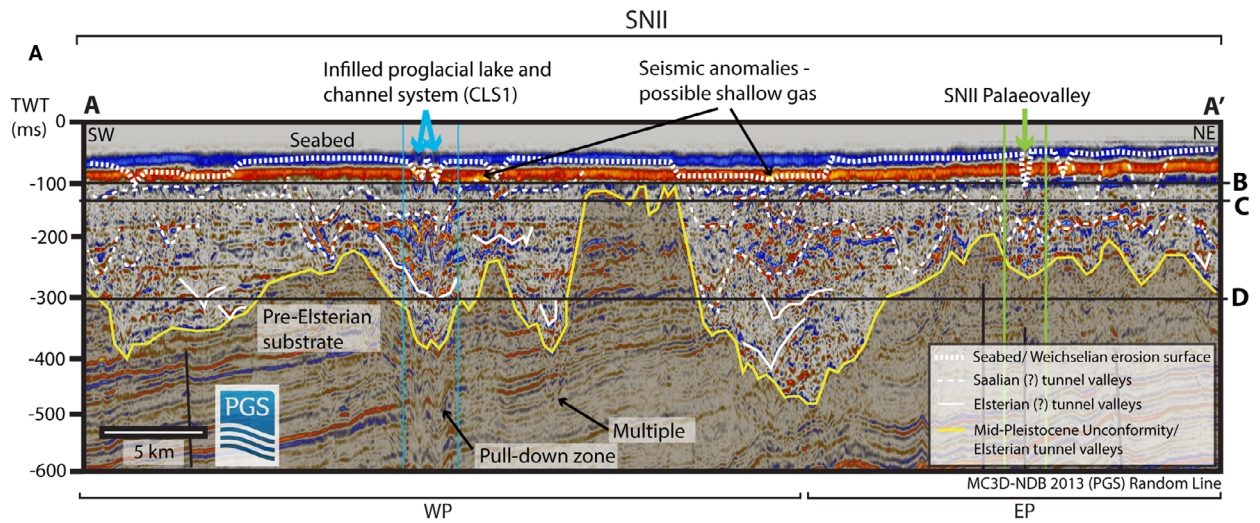 SNII
A
Infilled proglacial lake and
channel system (CLS1)
Seismic anomalies -
possible shallow gas
SNII Palaeovalley
TWT
(ms)
A
A’
0
SW
Seabed
NE
-100
B
C
-200
-300
D
Pre-Elsterian
substrate
-400
-500
-600
PGS
5 km
Multiple
Pull-down zone
Seabed/ Weichselian erosion surface
Saalian (?) tunnel valleys
Elsterian (?) tunnel valleys
Mid-Pleistocene Unconformity/
Elsterian tunnel valleys
MC3D-NDB 2013 (PGS) Random Line
WP
EP